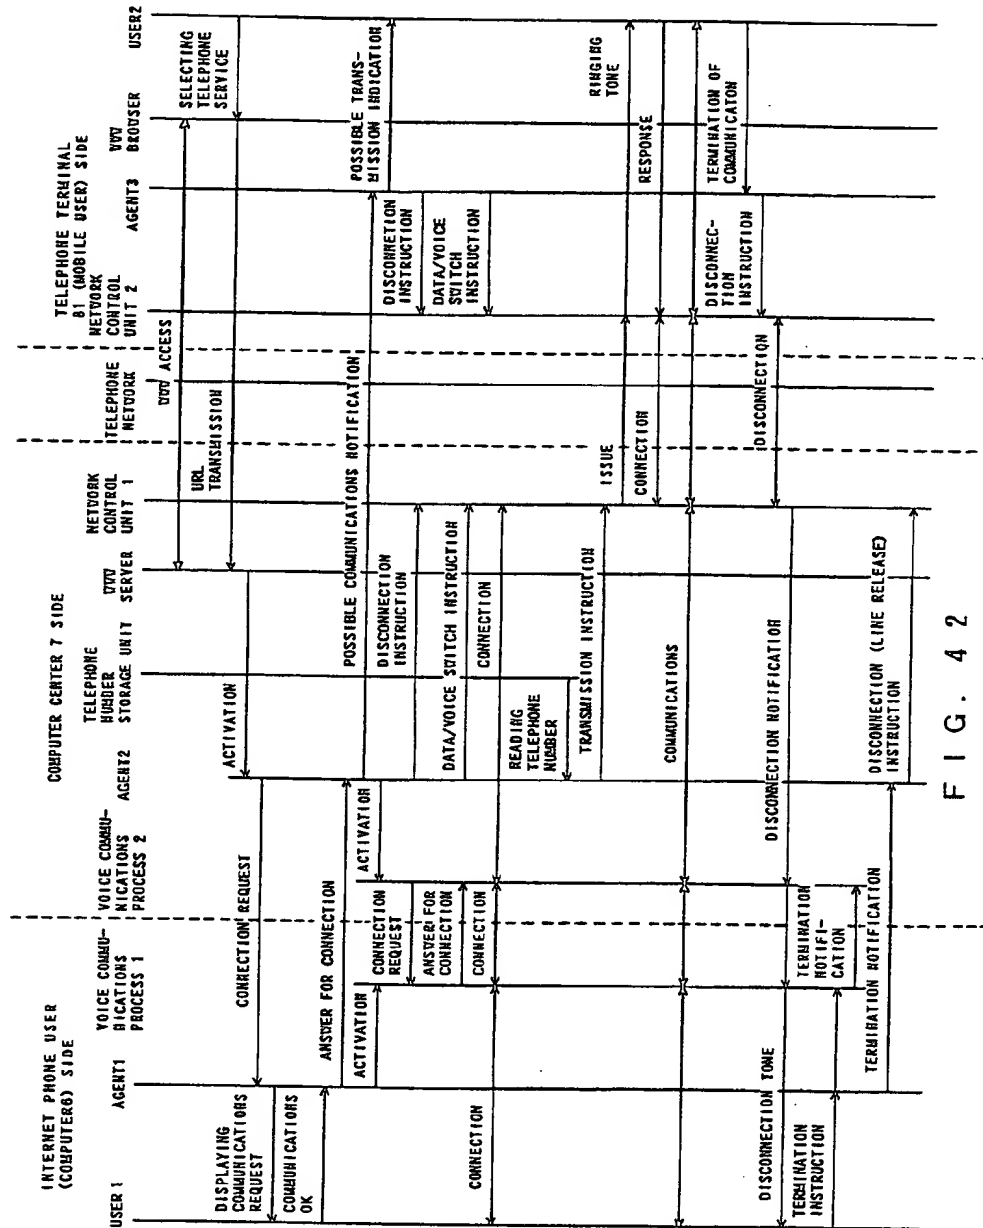 INTERNET PHONE USER
(COMPUTER6) SIDE
COMPUTER CENTER 7 SIDE
TELEPHONE TERMINAL
81 (MOBILE USER) SIDE
USER 1
AGENT1
VOICE COMMU-
NICATIONS
PROCESS 1
VOICE COMMU-
NICATIONS
PROCESS 2
AGENT2
TELEPHONE
NUMBER
STORAGE UNIT
WWW
SERVER
NETWORK
CONTROL
UNIT 1
TELEPHONE
NETWORK
NETWORK
CONTROL
UNIT 2
AGENT3
WWW
BROUSER
USER2
WWW ACCESS
SELECTING
TELEPHONE
SERVICE
URL
TRANSMISSION
ACTIVATION
CONNECTION REQUEST
DISPLAYING
COMMUNICATIONS
REQUEST
COMMUNICATIONS
OK
ANSWER FOR CONNECTION
POSSIBLE COMMUNICATIONS NOTIFICATION
POSSIBLE TRANS-
MISSION INDICATION
ACTIVATION
ACTIVATION
CONNECTION
REQUEST
DISCONNECTION
INSTRUCTION
DISCONNETION
INSTRUCTION
ANSWER FOR
CONNECTION
DATA/VOICE SWITCH INSTRUCTION
DATA/VOICE
SWITCH
INSTRUCTION
CONNECTION
CONNECTION
CONNECTION
READING
TELEPHONE
NUMBER
TRANSMISSION INSTRUCTION
ISSUE
RINGING
TONE
CONNECTION
RESPONSE
COMMUNICATIONS
TERMINATION OF
COMMUNICATON
DISCONNEC-
TION
INSTRUCTION
DISCONNECTION
DISCONNECTION NOTIFICATION
DISCONNECTION TONE
TERMINATION
INSTRUCTION
TERMINATION
NOTIFI-
CATION
TERMINATION NOTIFICATION
DISCONNECTION (LINE RELEASE)
INSTRUCTION
FIG. 42